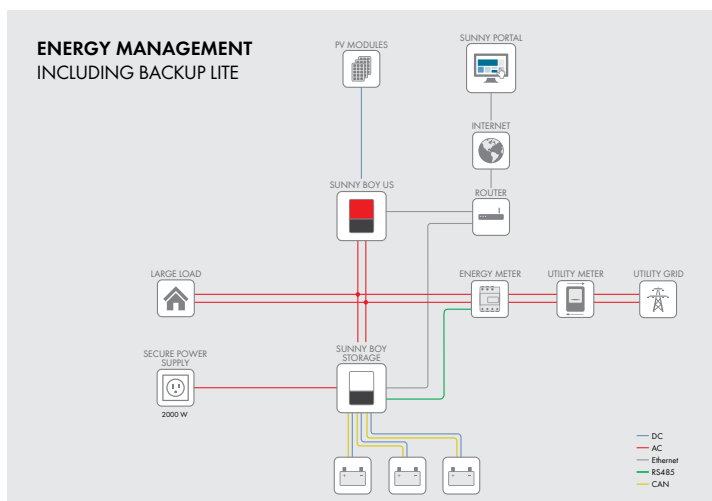 ENERGY MANAGEMENT
INCLUDING BACKUP LITE
PV MODULES
SUNNY PORTAL
INTERNET
SUNNY BOY US
ROUTER
LARGE LOAD
ENERGY METER
UTILITY METER
UTILITY GRID
SECURE POWER
SUPPLY
2000 W
SUNNY BOY
STORAGE
DC
AC
Ethernet
RS485
CAN